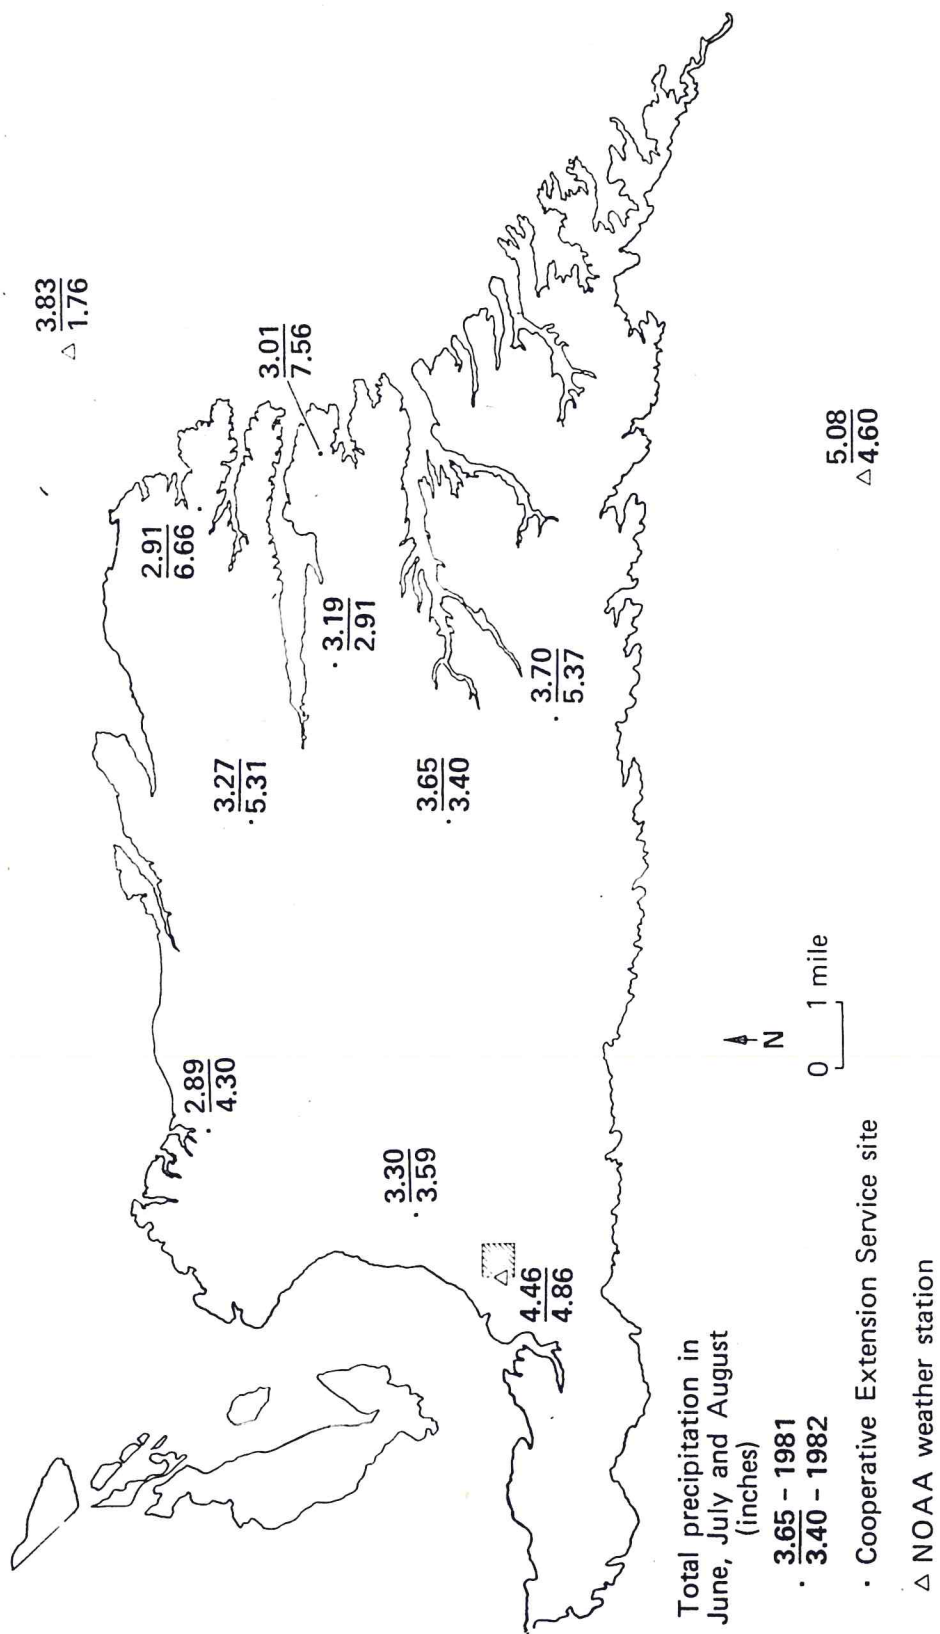 3.83
1.76
3.01
7.56
2.91
6.66
3.19
2.91
3.27
5.31
3.70
5.37
3.65
3.40
5.08
4.60
2.89
4.30
3.30
3.59
4.46
4.86
N
0 1 mile
Total precipitation in
June, July and August
(inches)
3.65 - 1981
3.40 - 1982
· Cooperative Extension Service site
△ NOAA weather station